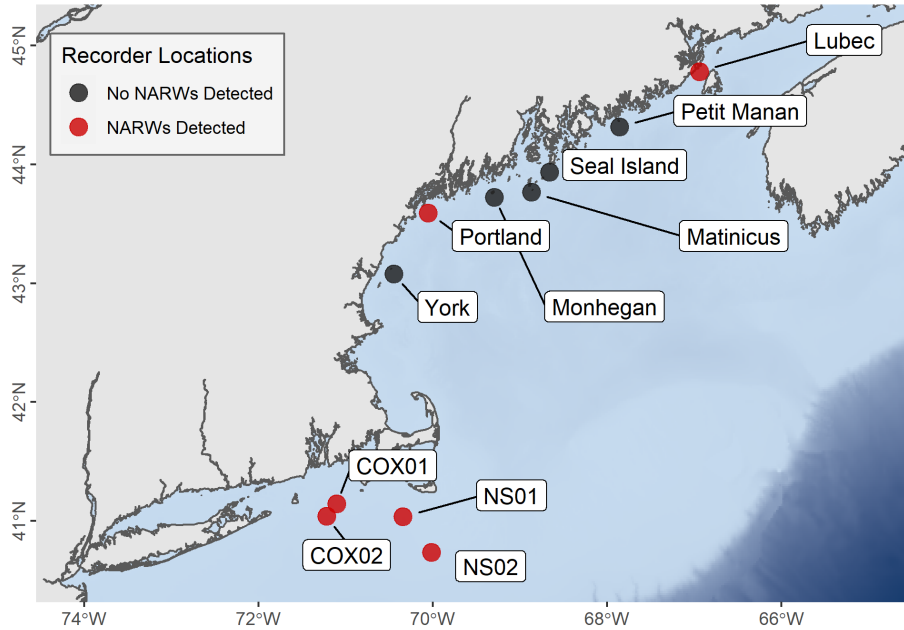 Recorder Locations
No NARWs Detected
NARWs Detected
Lubec
Petit Manan
Seal Island
Portland
Matinicus
York
Monhegan
COX01
NS01
COX02
NS02
45°N
44°N
43°N
42°N
41°N
74°W
72°W
70°W
68°W
66°W